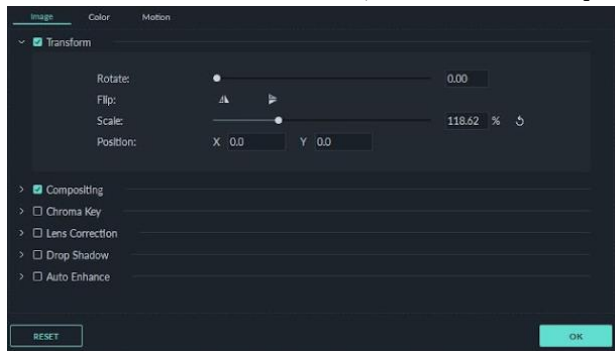 Image Color Motion
Transform
Rotate: 0.00
Flip:
Scale: 118.62 %
Position: X 0.0 Y 0.0
Compositing
Chroma Key
Lens Correction
Drop Shadow
Auto Enhance
RESET OK